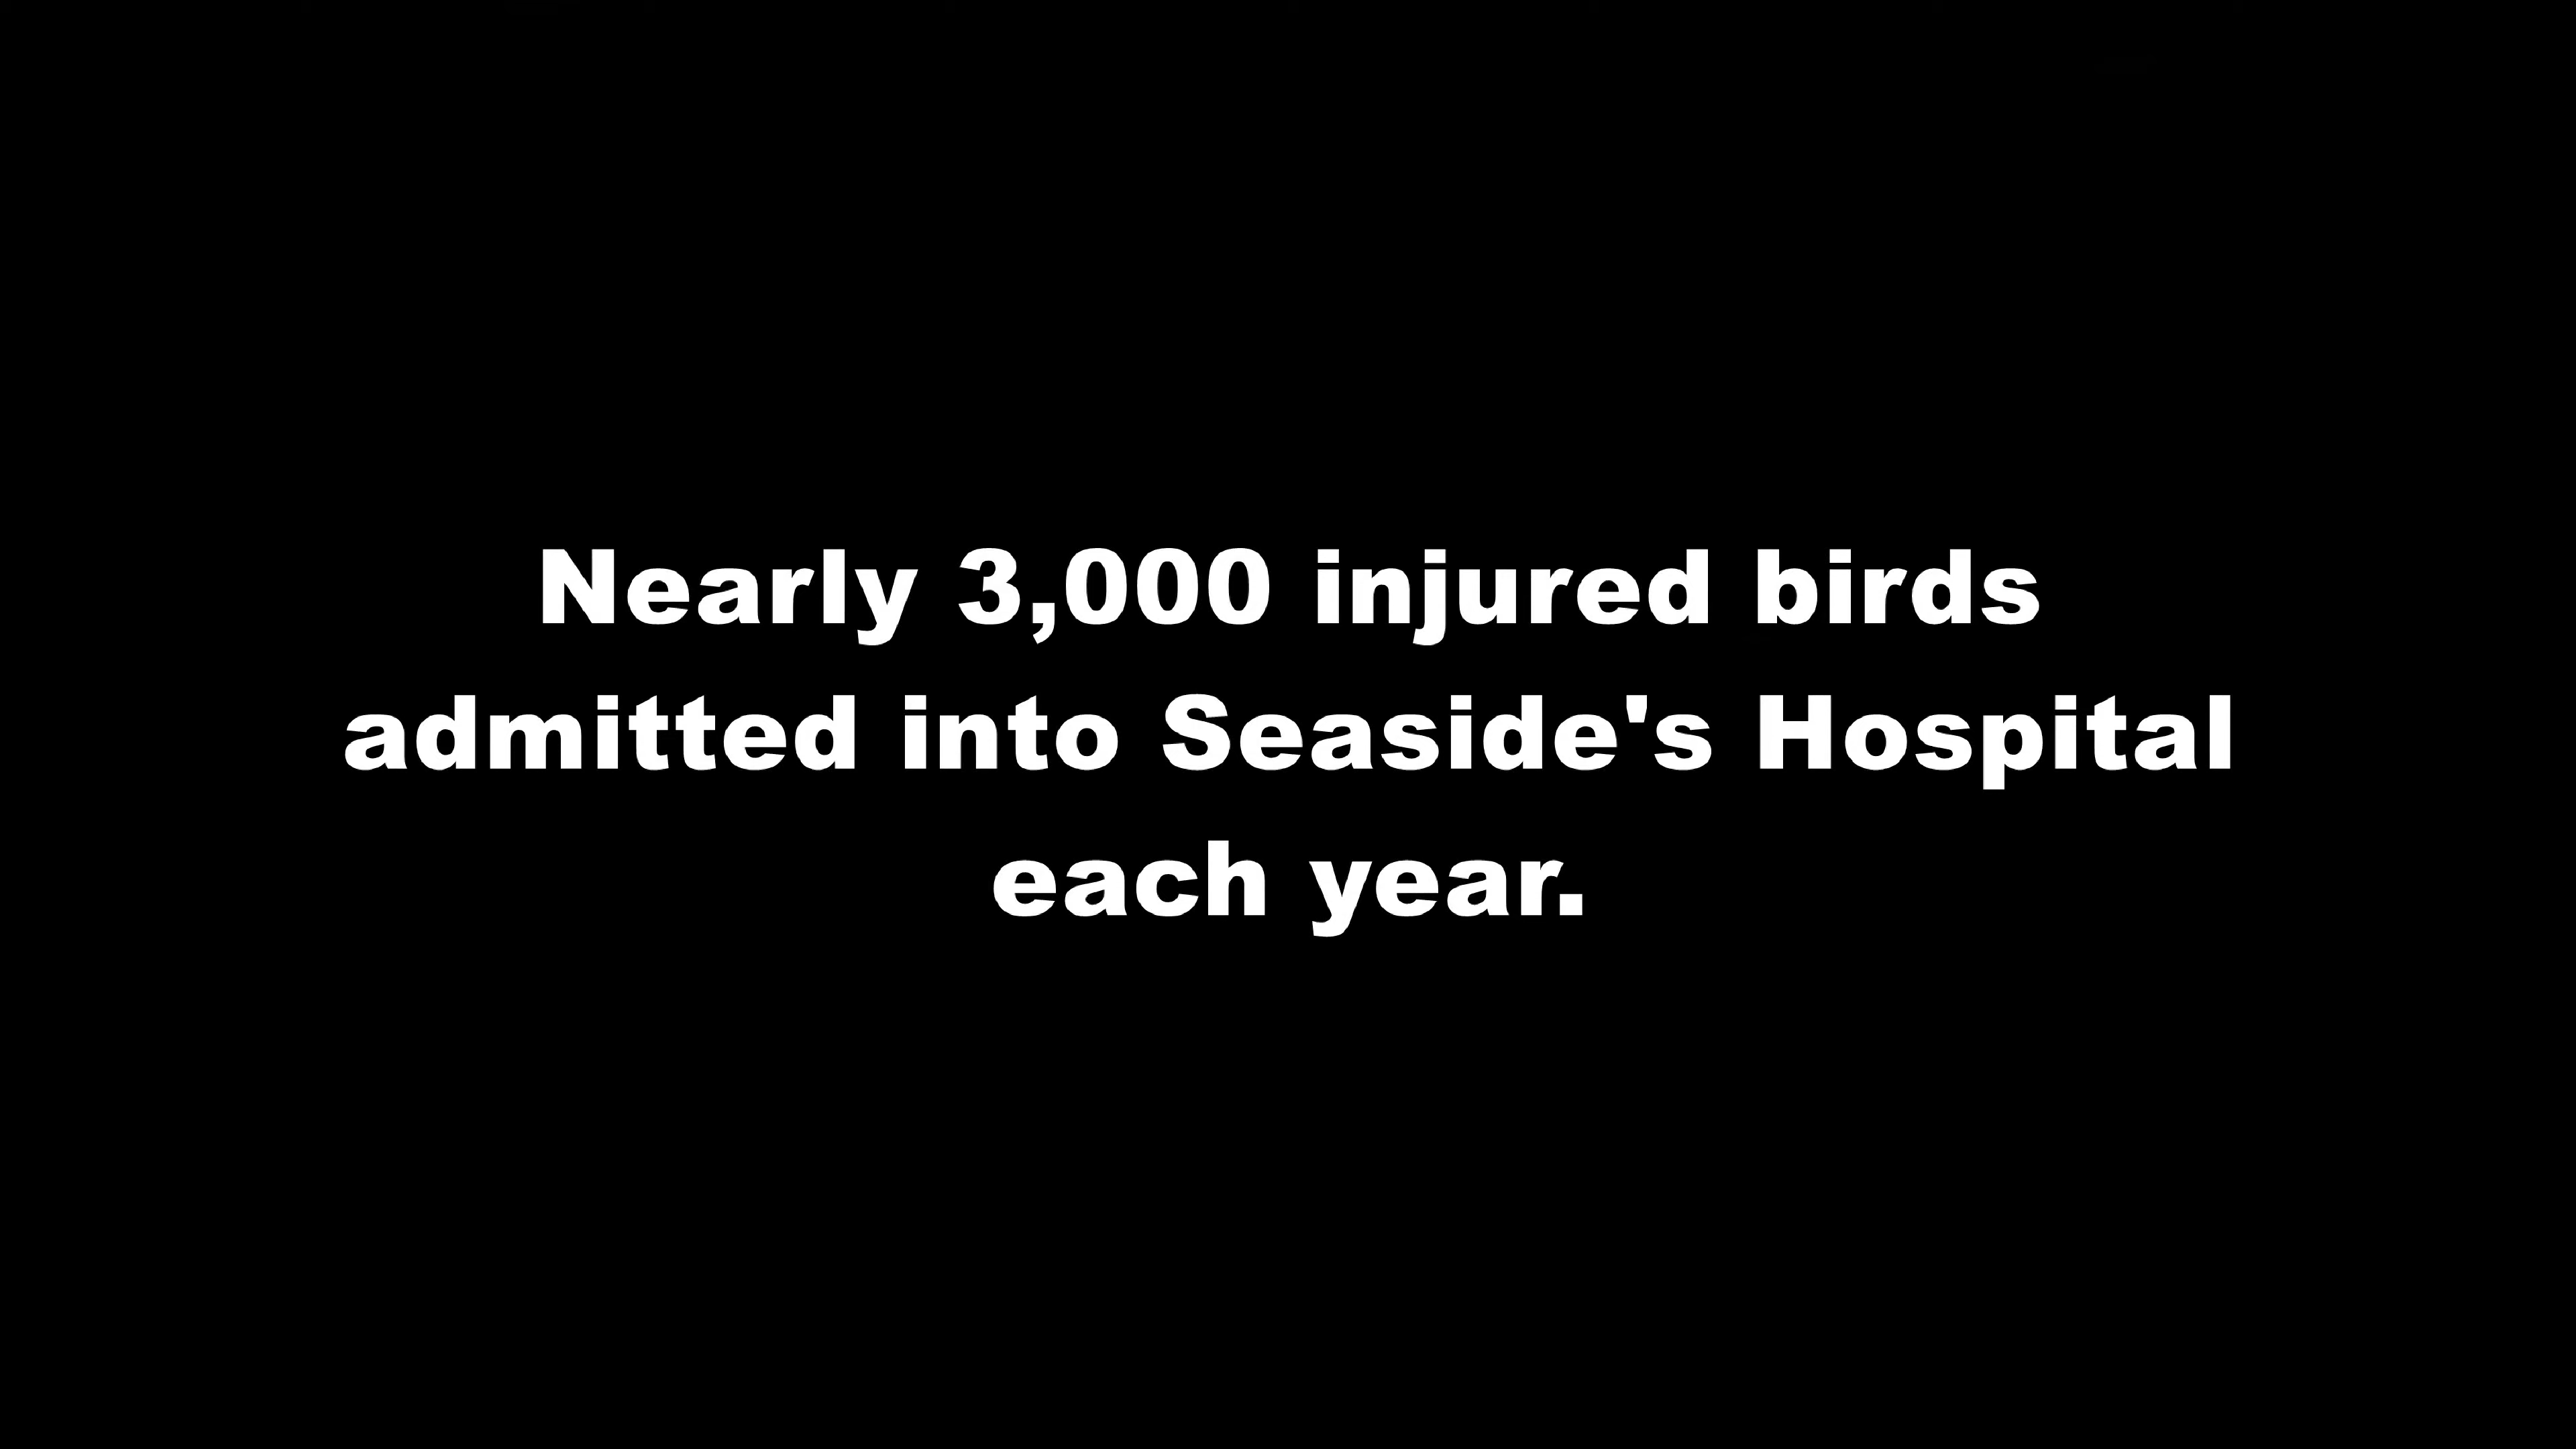 Nearly 3,000 injured birds
admitted into Seaside's Hospital
each year.